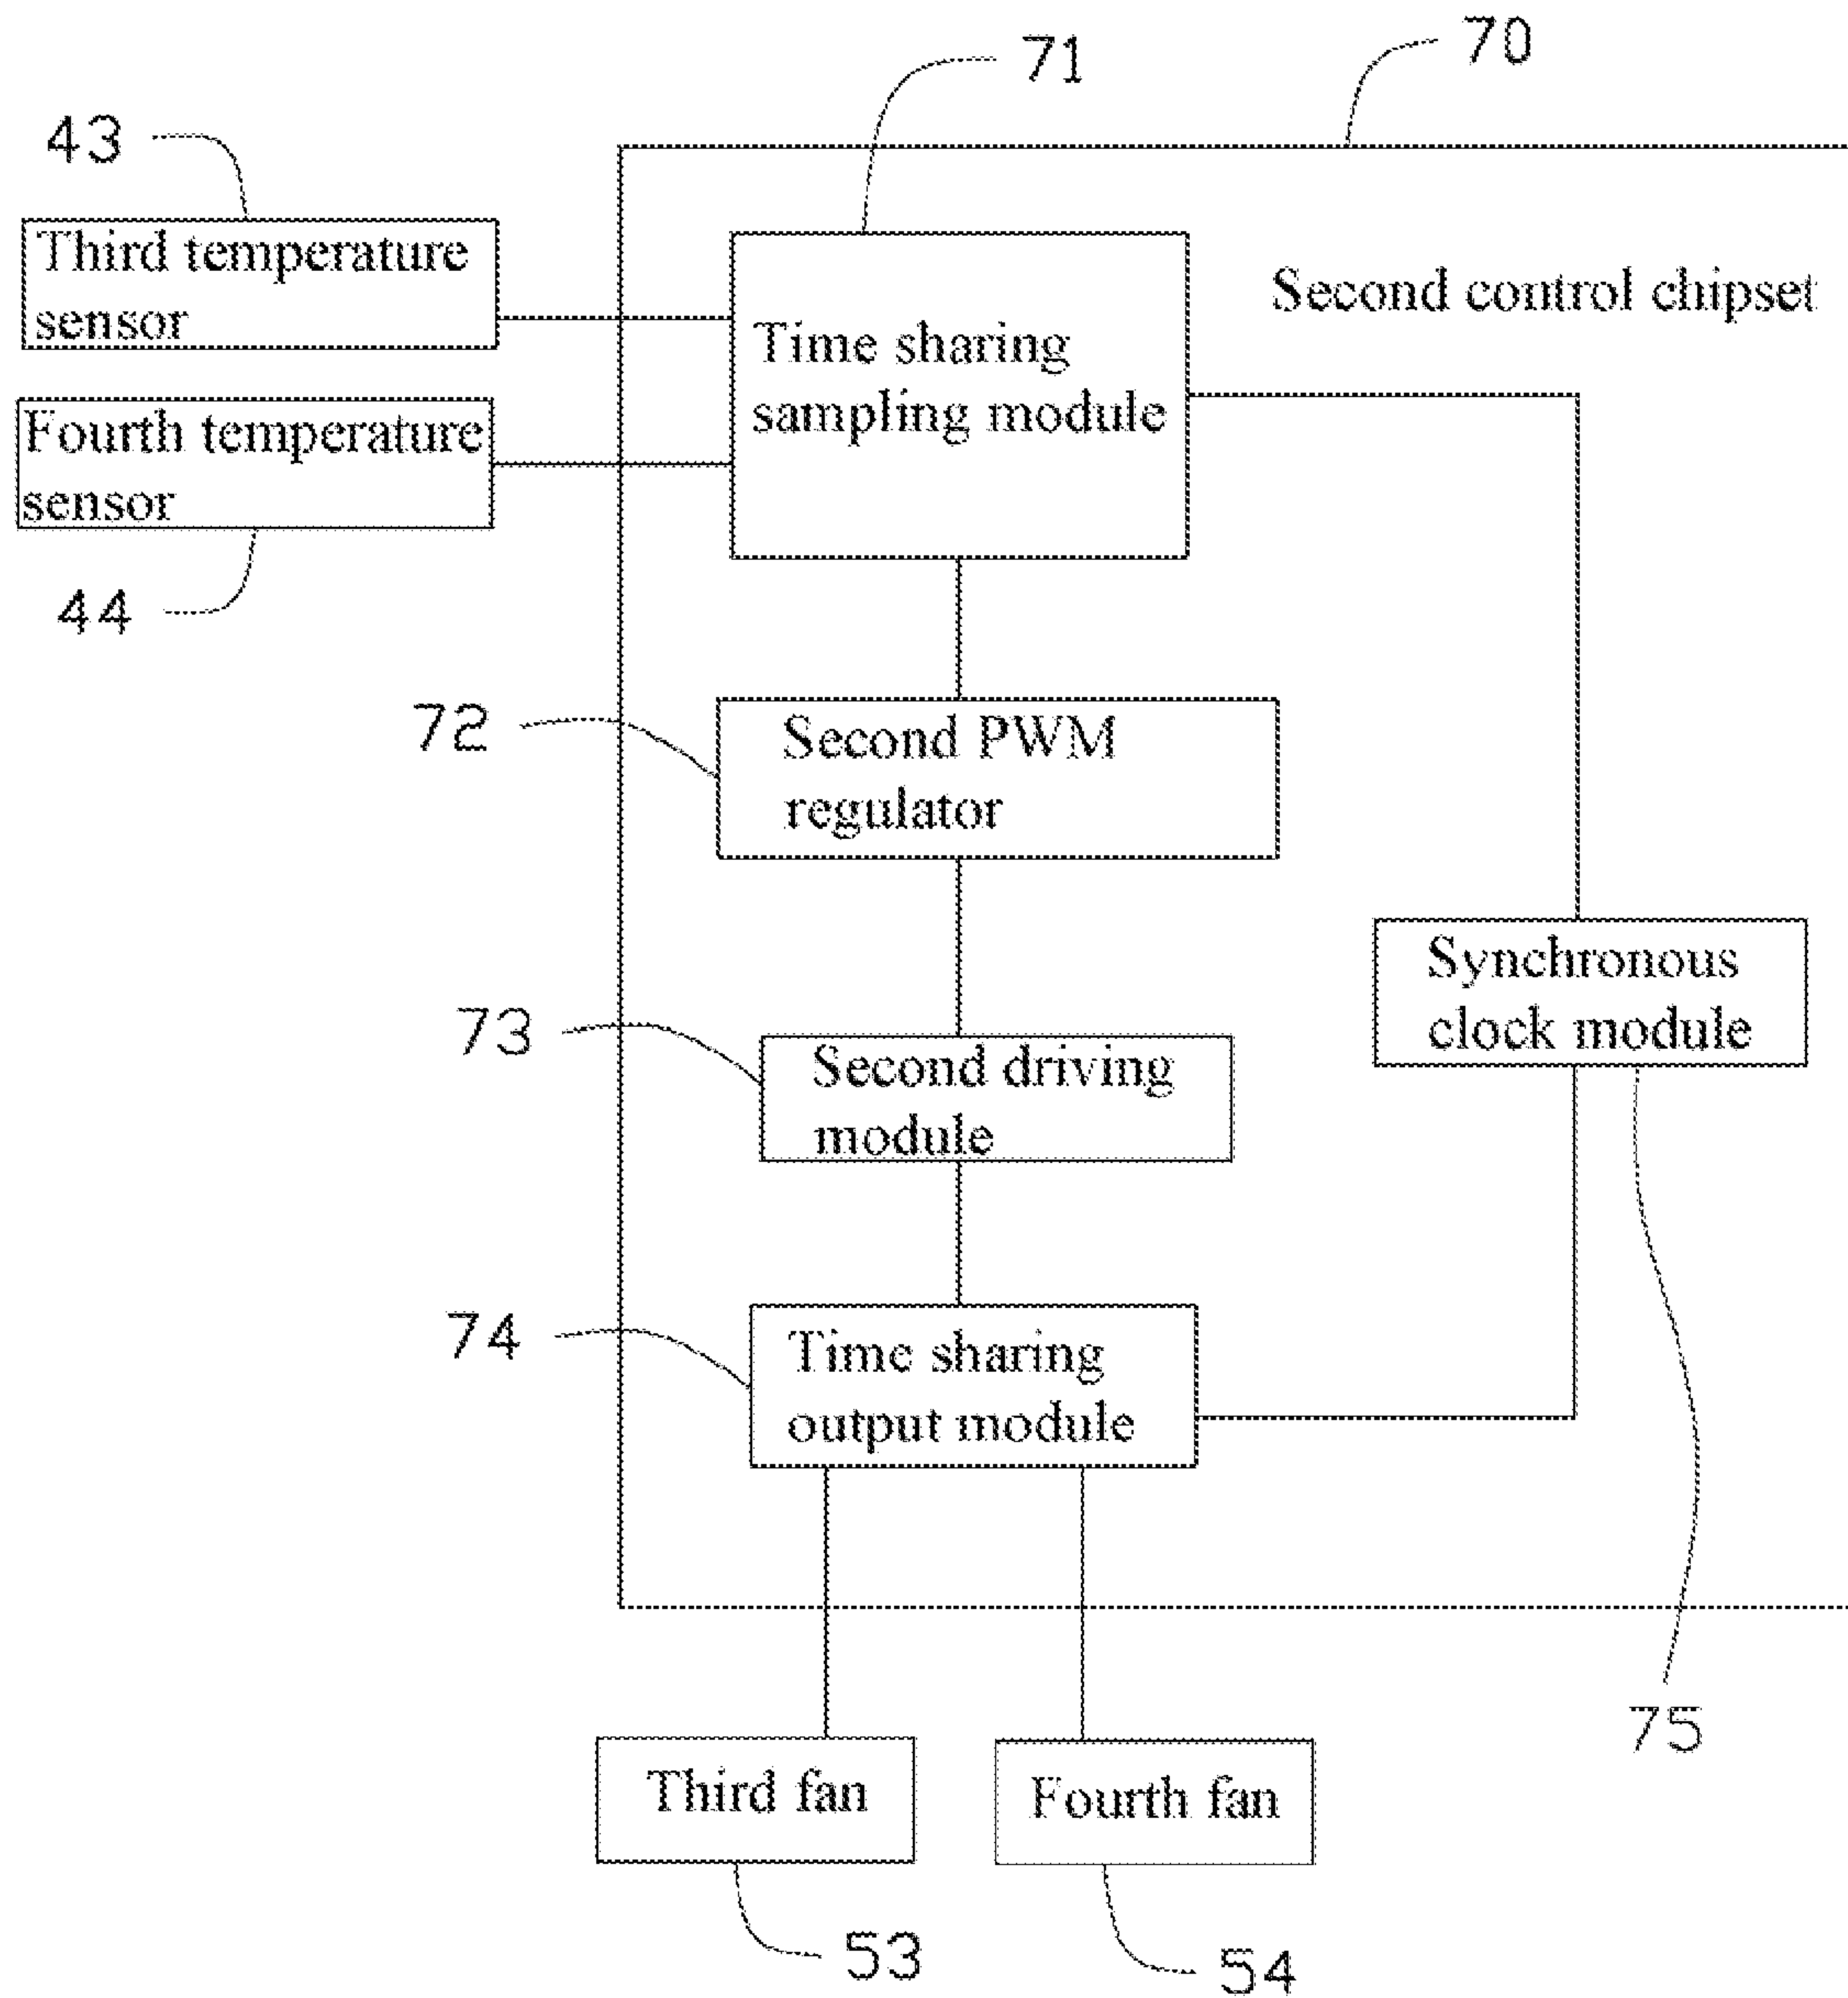 70
71
43
Third temperature
sensor
Second control chipset
Time sharing
sampling module
Fourth temperature
sensor
44
72
Second PWM
regulator
Synchronous
clock module
73
Second driving
module
74
Time sharing
output module
75
Third fan
Fourth fan
53
54